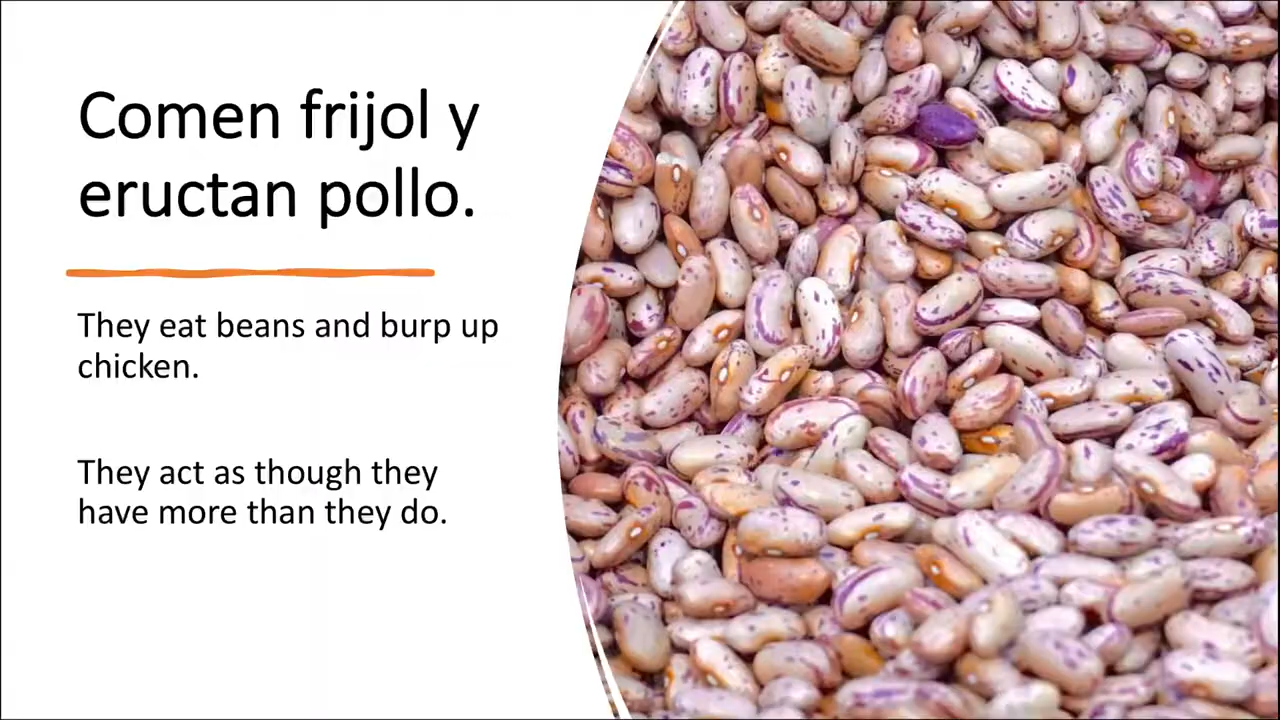 Comen frijol y
eructan pollo.
They eat beans and burp up
chicken.
They act as though they
have more than they do.